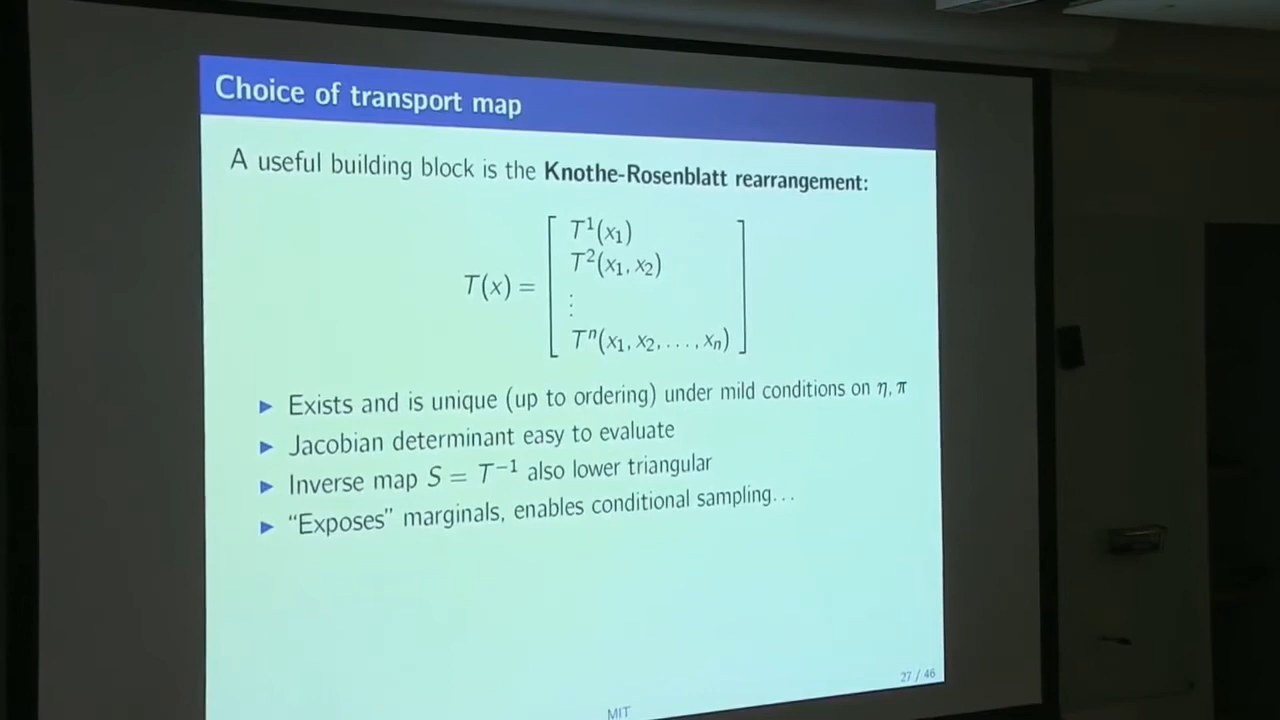 Choice of transport map
A useful building block is the Knothe-Rosenblatt rearrangement:
T(x) = [ T¹(x₁)
T²(x₁, x₂)
⋮
Tⁿ(x₁, x₂, . . . , xₙ) ]
▶ Exists and is unique (up to ordering) under mild conditions on η, π
▶ Jacobian determinant easy to evaluate
▶ Inverse map S = T⁻¹ also lower triangular
▶ “Exposes” marginals, enables conditional sampling. . .
27 / 46
MIT